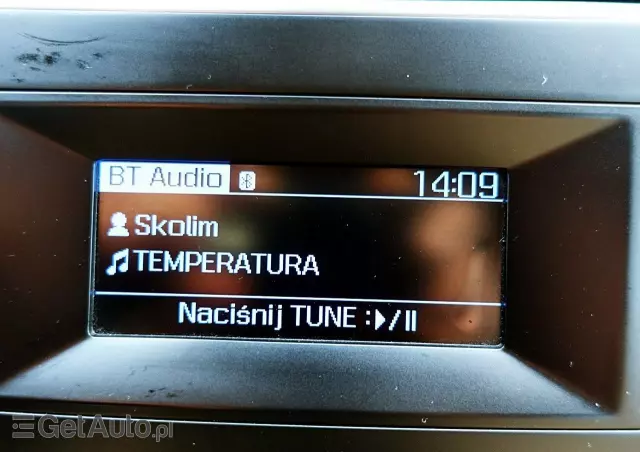 BT Audio 14:09
Skolim
TEMPERATURA
Naciśnij TUNE :▶/II
GetAuto.pl